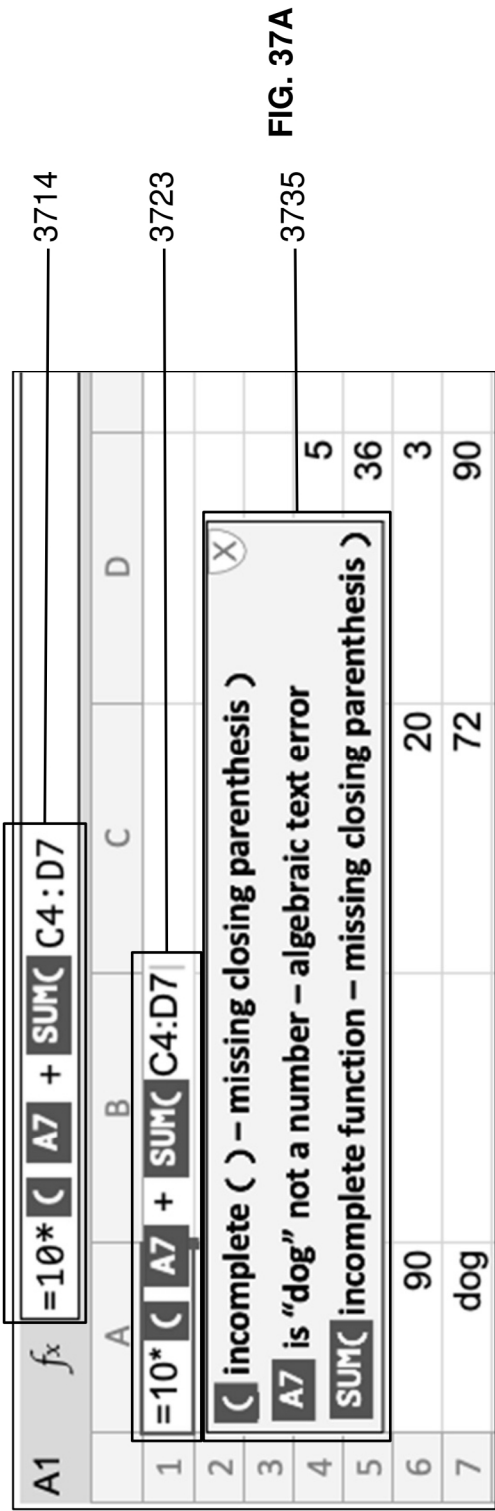 A1 fx =10* ( A7 + SUM( C4:D7
A B C D
1 =10* ( A7 + SUM( C4:D7
2 ( incomplete ( ) – missing closing parenthesis ) X
3 A7 is “dog” not a number – algebraic text error
4 5
5 SUM( incomplete function – missing closing parenthesis ) 36
6 90 20 3
7 dog 72 90
3714
3723
3735
FIG. 37A